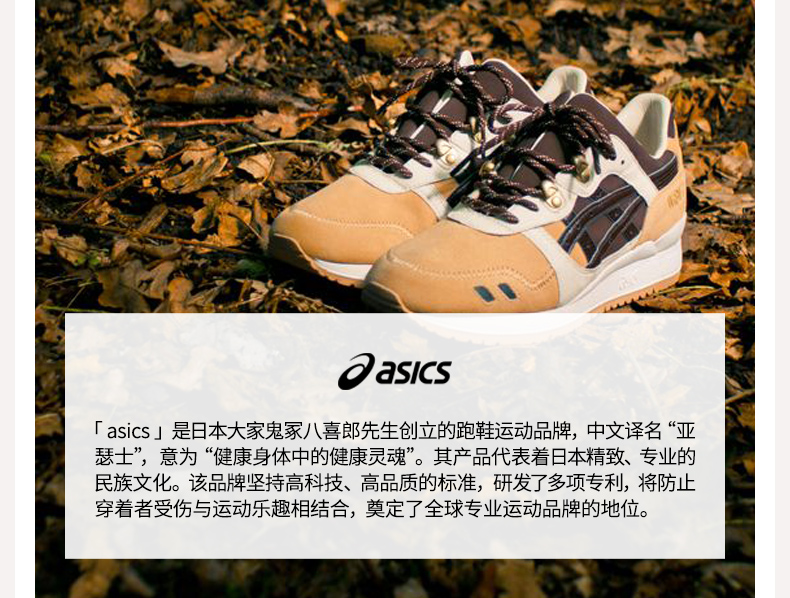 asics
「 asics 」是日本大家鬼冢八喜郎先生创立的跑鞋运动品牌，中文译名 “亚
瑟士”，意为 “健康身体中的健康灵魂”。其产品代表着日本精致、专业的
民族文化。该品牌坚持高科技、高品质的标准，研发了多项专利，将防止
穿着者受伤与运动乐趣相结合，奠定了全球专业运动品牌的地位。